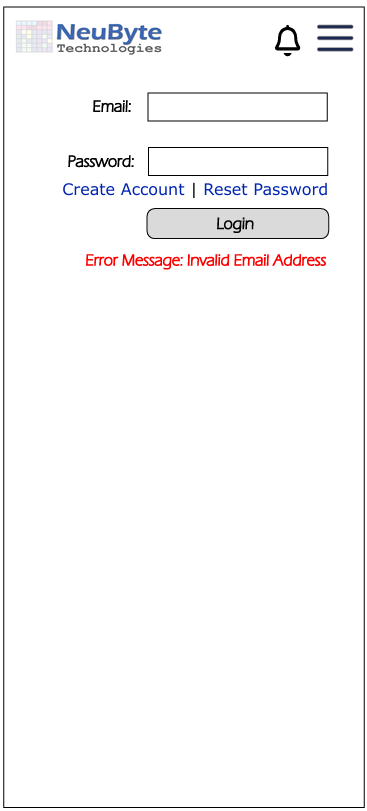 NeuByte
Technologies
Email:
Password:
Create Account | Reset Password
Login
Error Message: Invalid Email Address